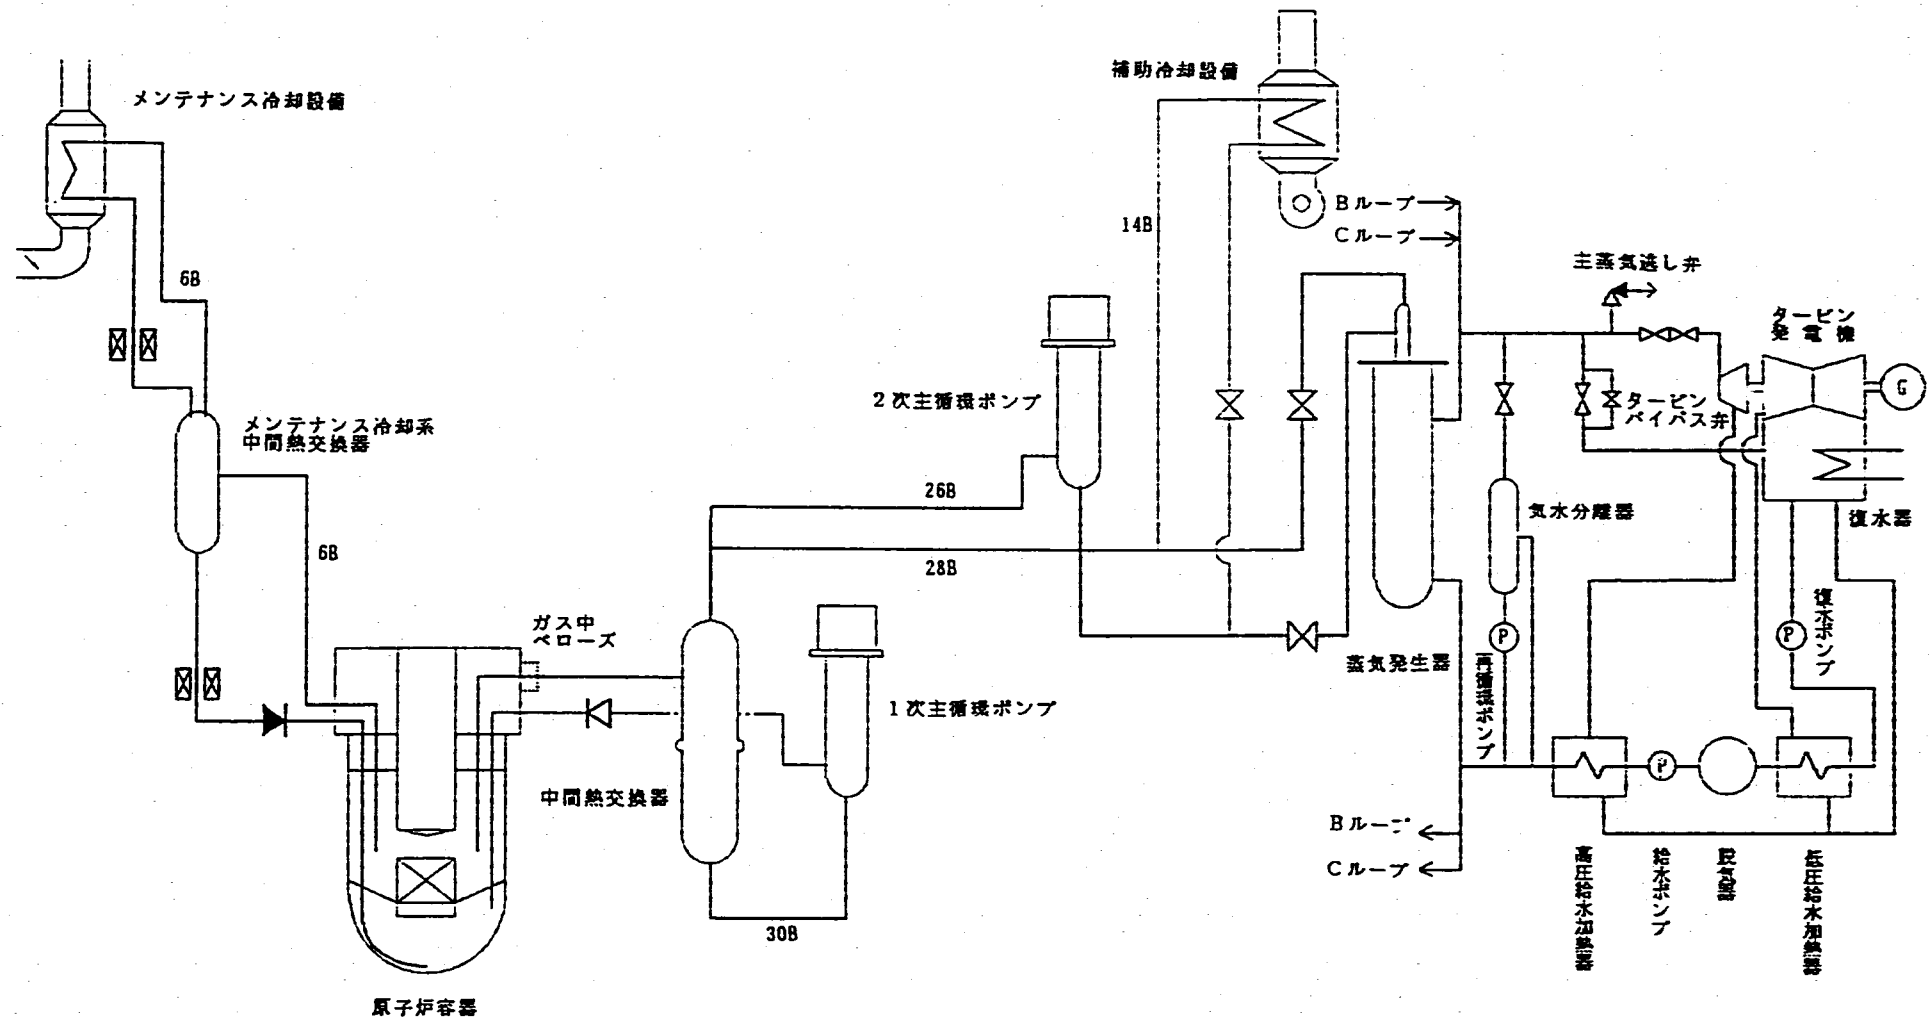 メンテナンス冷却設備
6B
メンテナンス冷却系
中間熱交換器
6B
ガス中
ベローズ
原子炉容器
中間熱交換器
30B
1次主循環ポンプ
26B
28B
2次主循環ポンプ
補助冷却設備
14B
Bループ
Cループ
主蒸気逃し弁
タービン
発電機
G
タービン
バイパス弁
気水分離器
復水器
蒸気発生器
P
再循環ポンプ
P
復水ポンプ
P
Bループ
Cループ
高圧給水加熱器
給水ポンプ
脱気器
低圧給水加熱器